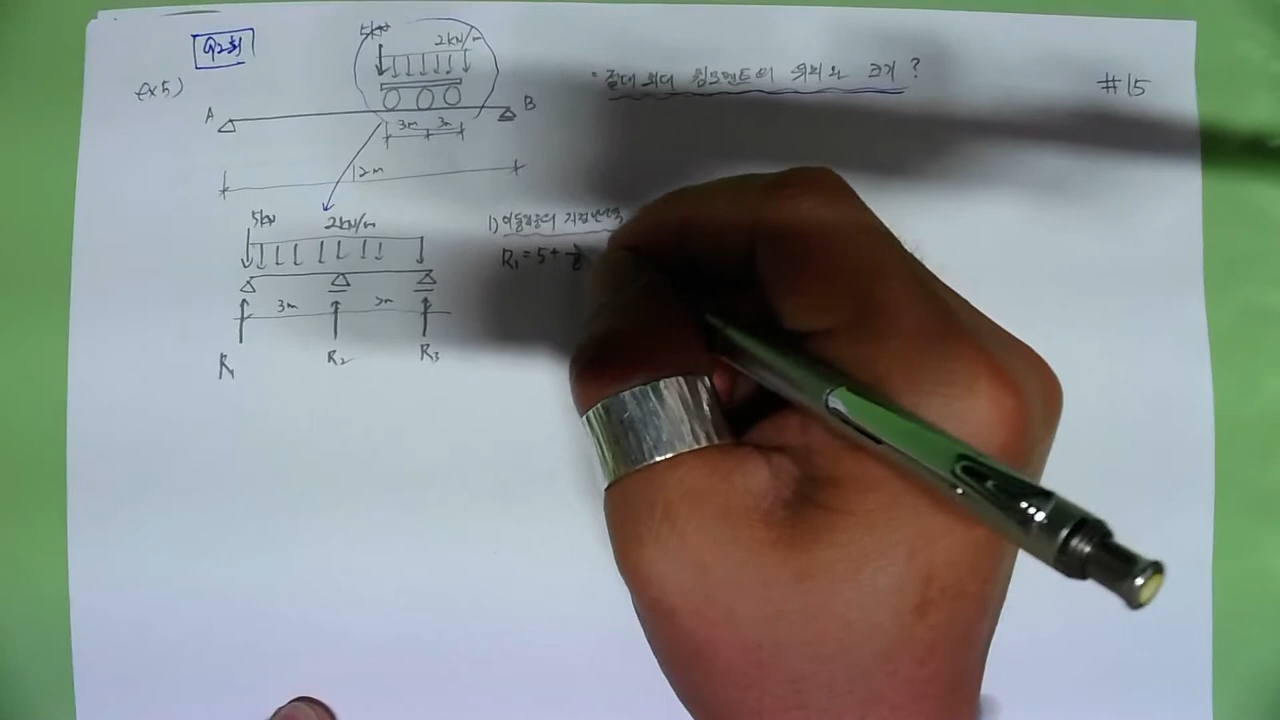 92회
ex5)
5kN
2kN/m
A
B
3m 3m
12m
절대 최대 휨모멘트의 위치와 크기?
#15
5kN
2kN/m
3m 3m
R₁
R₂
R₃
1) 이동하중의 지점반력
R₁=5+